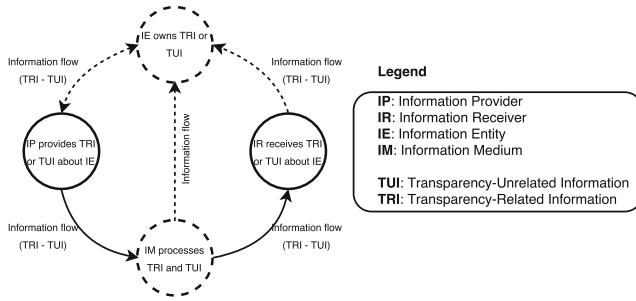 IE owns TRI or
TUI
Information flow
(TRI - TUI)
Information flow
(TRI - TUI)
IP provides TRI
or TUI about IE
Information flow
IR receives TRI
or TUI about IE
Information flow
(TRI - TUI)
IM processes
TRI and TUI
Information flow
(TRI - TUI)
Legend
IP: Information Provider
IR: Information Receiver
IE: Information Entity
IM: Information Medium
TUI: Transparency-Unrelated Information
TRI: Transparency-Related Information